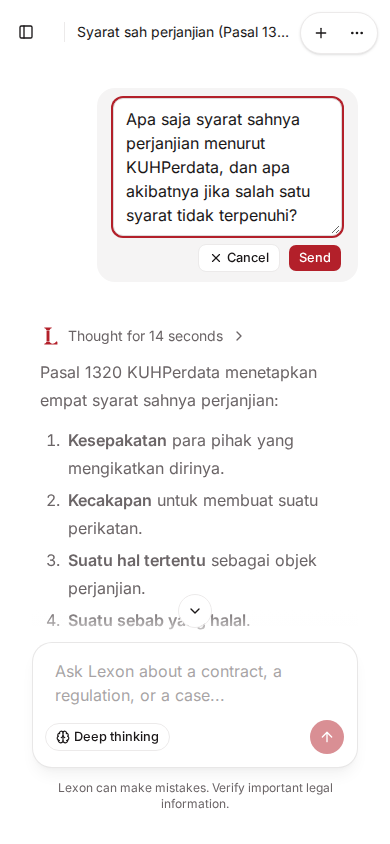 Syarat sah perjanjian (Pasal 13...
Apa saja syarat sahnya
perjanjian menurut
KUHPerdata, dan apa
akibatnya jika salah satu
syarat tidak terpenuhi?
Cancel
Send
Thought for 14 seconds
Pasal 1320 KUHPerdata menetapkan
empat syarat sahnya perjanjian:
1. Kesepakatan para pihak yang
mengikatkan dirinya.
2. Kecakapan untuk membuat suatu
perikatan.
3. Suatu hal tertentu sebagai objek
perjanjian.
4. Suatu sebab yang halal.
Ask Lexon about a contract, a
regulation, or a case...
Deep thinking
Lexon can make mistakes. Verify important legal
information.